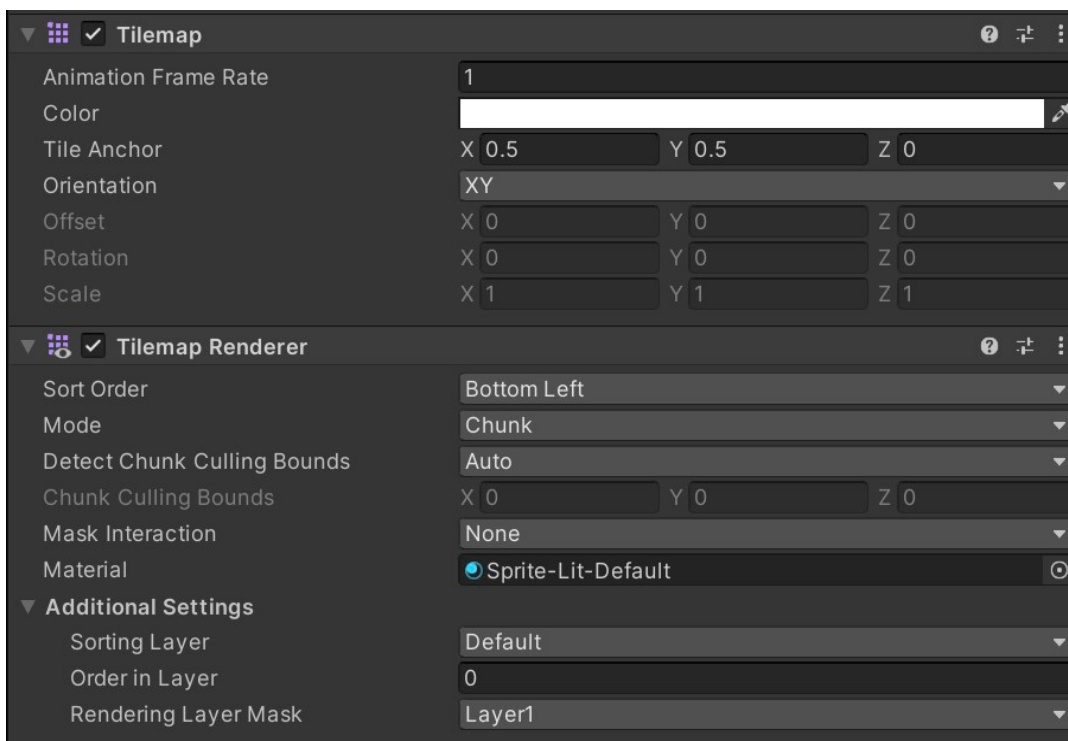 Tilemap
Animation Frame Rate 1
Color
Tile Anchor X 0.5 Y 0.5 Z 0
Orientation XY
Offset X 0 Y 0 Z 0
Rotation X 0 Y 0 Z 0
Scale X 1 Y 1 Z 1
Tilemap Renderer
Sort Order Bottom Left
Mode Chunk
Detect Chunk Culling Bounds Auto
Chunk Culling Bounds X 0 Y 0 Z 0
Mask Interaction None
Material Sprite-Lit-Default
Additional Settings
Sorting Layer Default
Order in Layer 0
Rendering Layer Mask Layer1